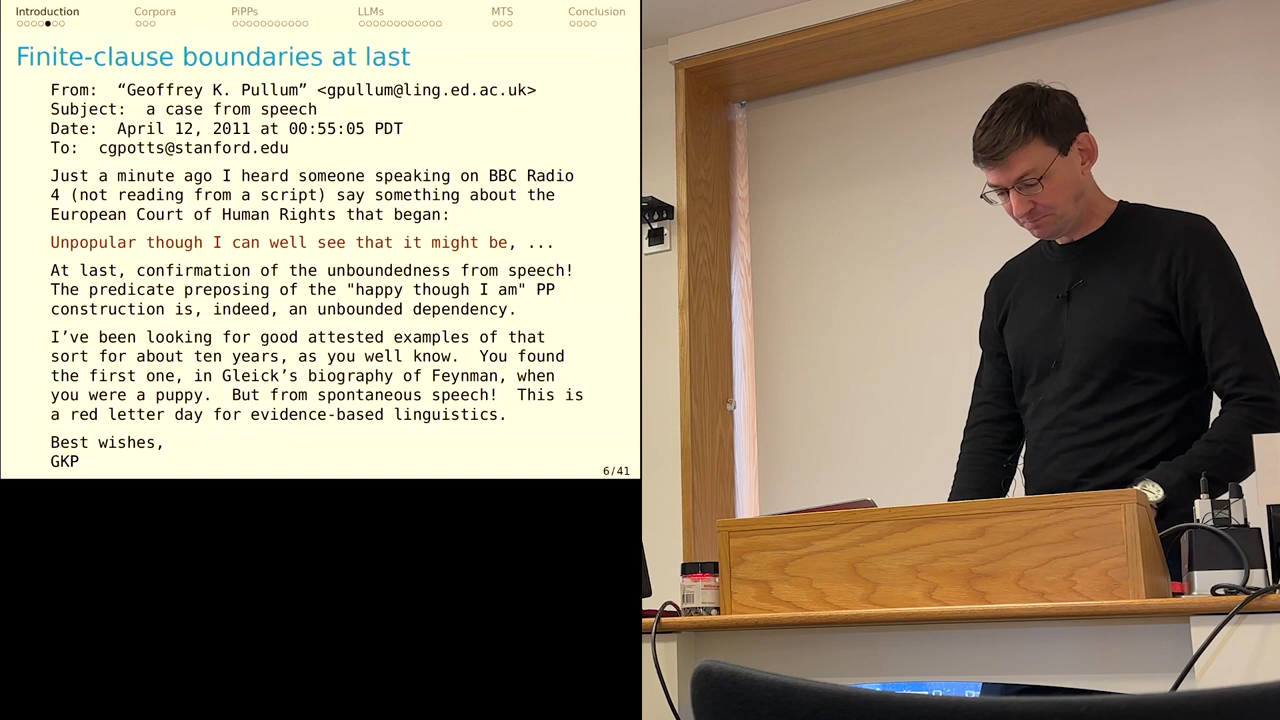 Introduction Corpora PiPPs LLMs MTS Conclusion
Finite-clause boundaries at last
From: “Geoffrey K. Pullum” <gpullum@ling.ed.ac.uk>
Subject: a case from speech
Date: April 12, 2011 at 00:55:05 PDT
To: cgpotts@stanford.edu
Just a minute ago I heard someone speaking on BBC Radio
4 (not reading from a script) say something about the
European Court of Human Rights that began:
Unpopular though I can well see that it might be, ...
At last, confirmation of the unboundedness from speech!
The predicate preposing of the "happy though I am" PP
construction is, indeed, an unbounded dependency.
I’ve been looking for good attested examples of that
sort for about ten years, as you well know. You found
the first one, in Gleick’s biography of Feynman, when
you were a puppy. But from spontaneous speech! This is
a red letter day for evidence-based linguistics.
Best wishes,
GKP
6/41